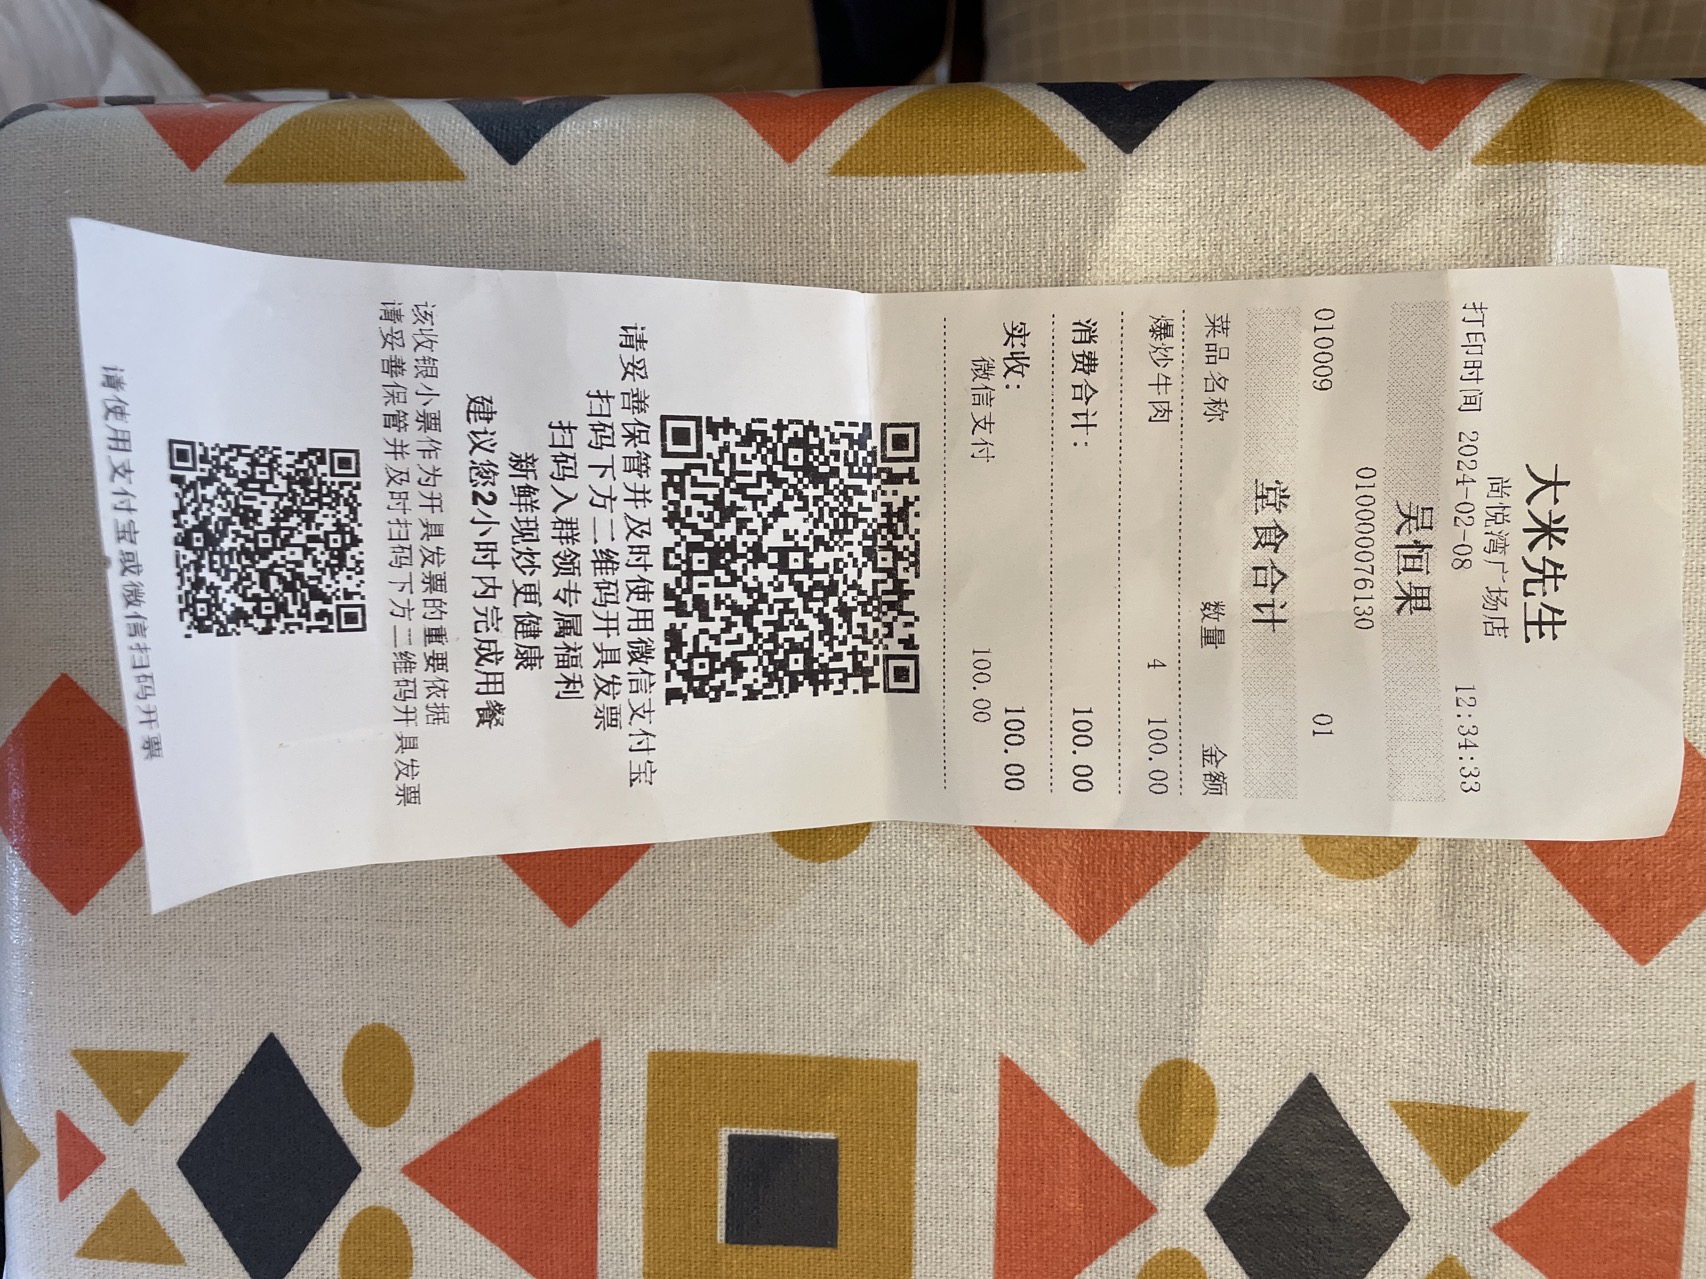 大米先生
尚悦湾广场店
打印时间 2024-02-08 12:34:33
吴恒果
0100000076130
010009 01
堂食合计
菜品名称 数量 金额
爆炒牛肉 4 100.00
消费合计: 100.00
实收: 100.00
微信支付 100.00
请妥善保管并及时使用微信支付宝
扫码下方二维码开具发票
扫码入群领专属福利
新鲜现炒更健康
建议您2小时内完成用餐
该收银小票作为开具发票的重要依据
请妥善保管并及时扫码下方二维码开具发票
请使用支付宝或微信扫码开票